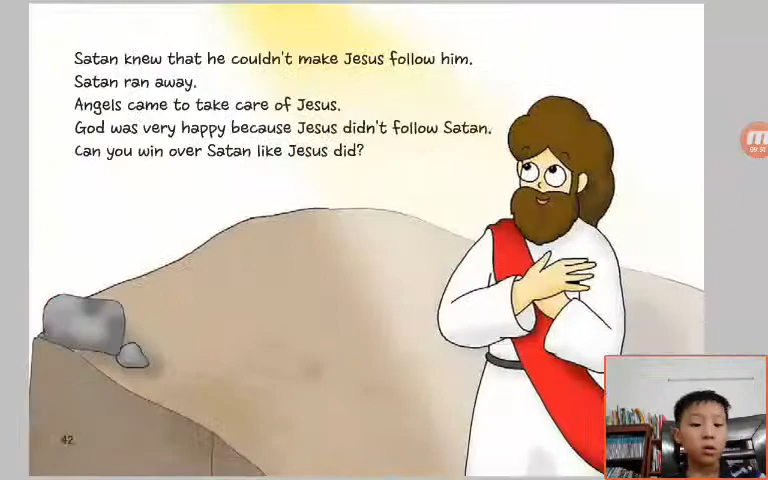 Satan knew that he couldn't make Jesus follow him.
Satan ran away.
Angels came to take care of Jesus.
God was very happy because Jesus didn't follow Satan.
Can you win over Satan like Jesus did?
42